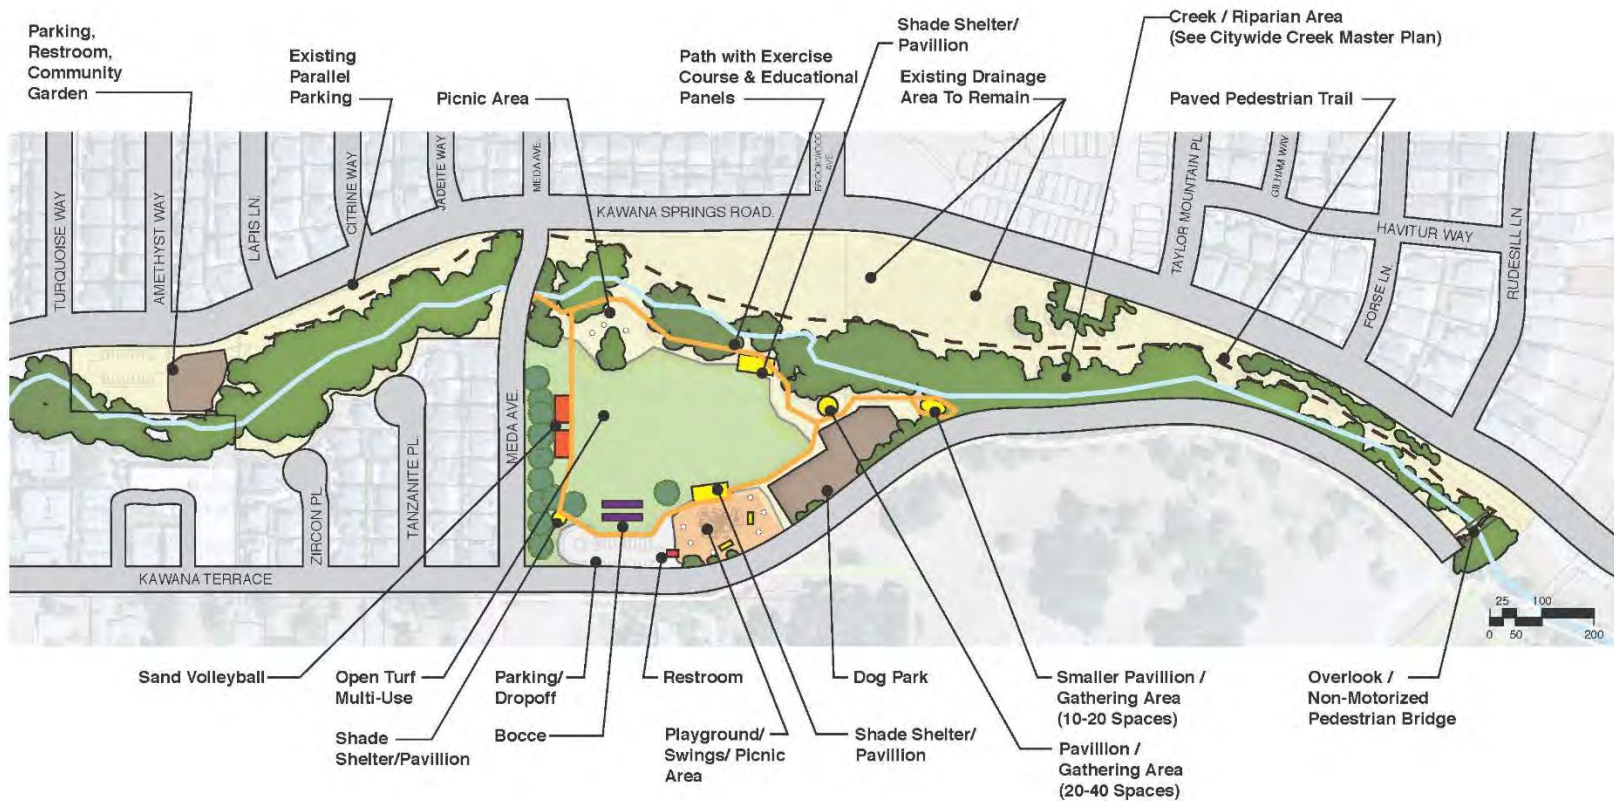 Parking,
Restroom,
Community
Garden
Existing
Parallel
Parking
Picnic Area
Path with Exercise
Course & Educational
Panels
Shade Shelter/
Pavillion
Existing Drainage
Area To Remain
Creek / Riparian Area
(See Citywide Creek Master Plan)
Paved Pedestrian Trail
TURQUOISE WAY
AMETHYST WAY
LAPIS LN.
CITRINE WAY
JADEITE WAY
MEDA AVE.
BROOKWOOD
AVE.
KAWANA SPRINGS ROAD.
TAYLOR MOUNTAIN PL.
GILHAM WAY
HAVITUR WAY
FORSE LN.
RUDESILL LN
MEDA AVE.
TANZANITE PL.
ZIRCON PL.
KAWANA TERRACE
25 100
0 50 200
Sand Volleyball
Open Turf
Multi-Use
Shade
Shelter/Pavillion
Parking/
Dropoff
Bocce
Restroom
Playground/
Swings/ Picnic
Area
Dog Park
Shade Shelter/
Pavillion
Smaller Pavillion /
Gathering Area
(10-20 Spaces)
Pavillion /
Gathering Area
(20-40 Spaces)
Overlook /
Non-Motorized
Pedestrian Bridge